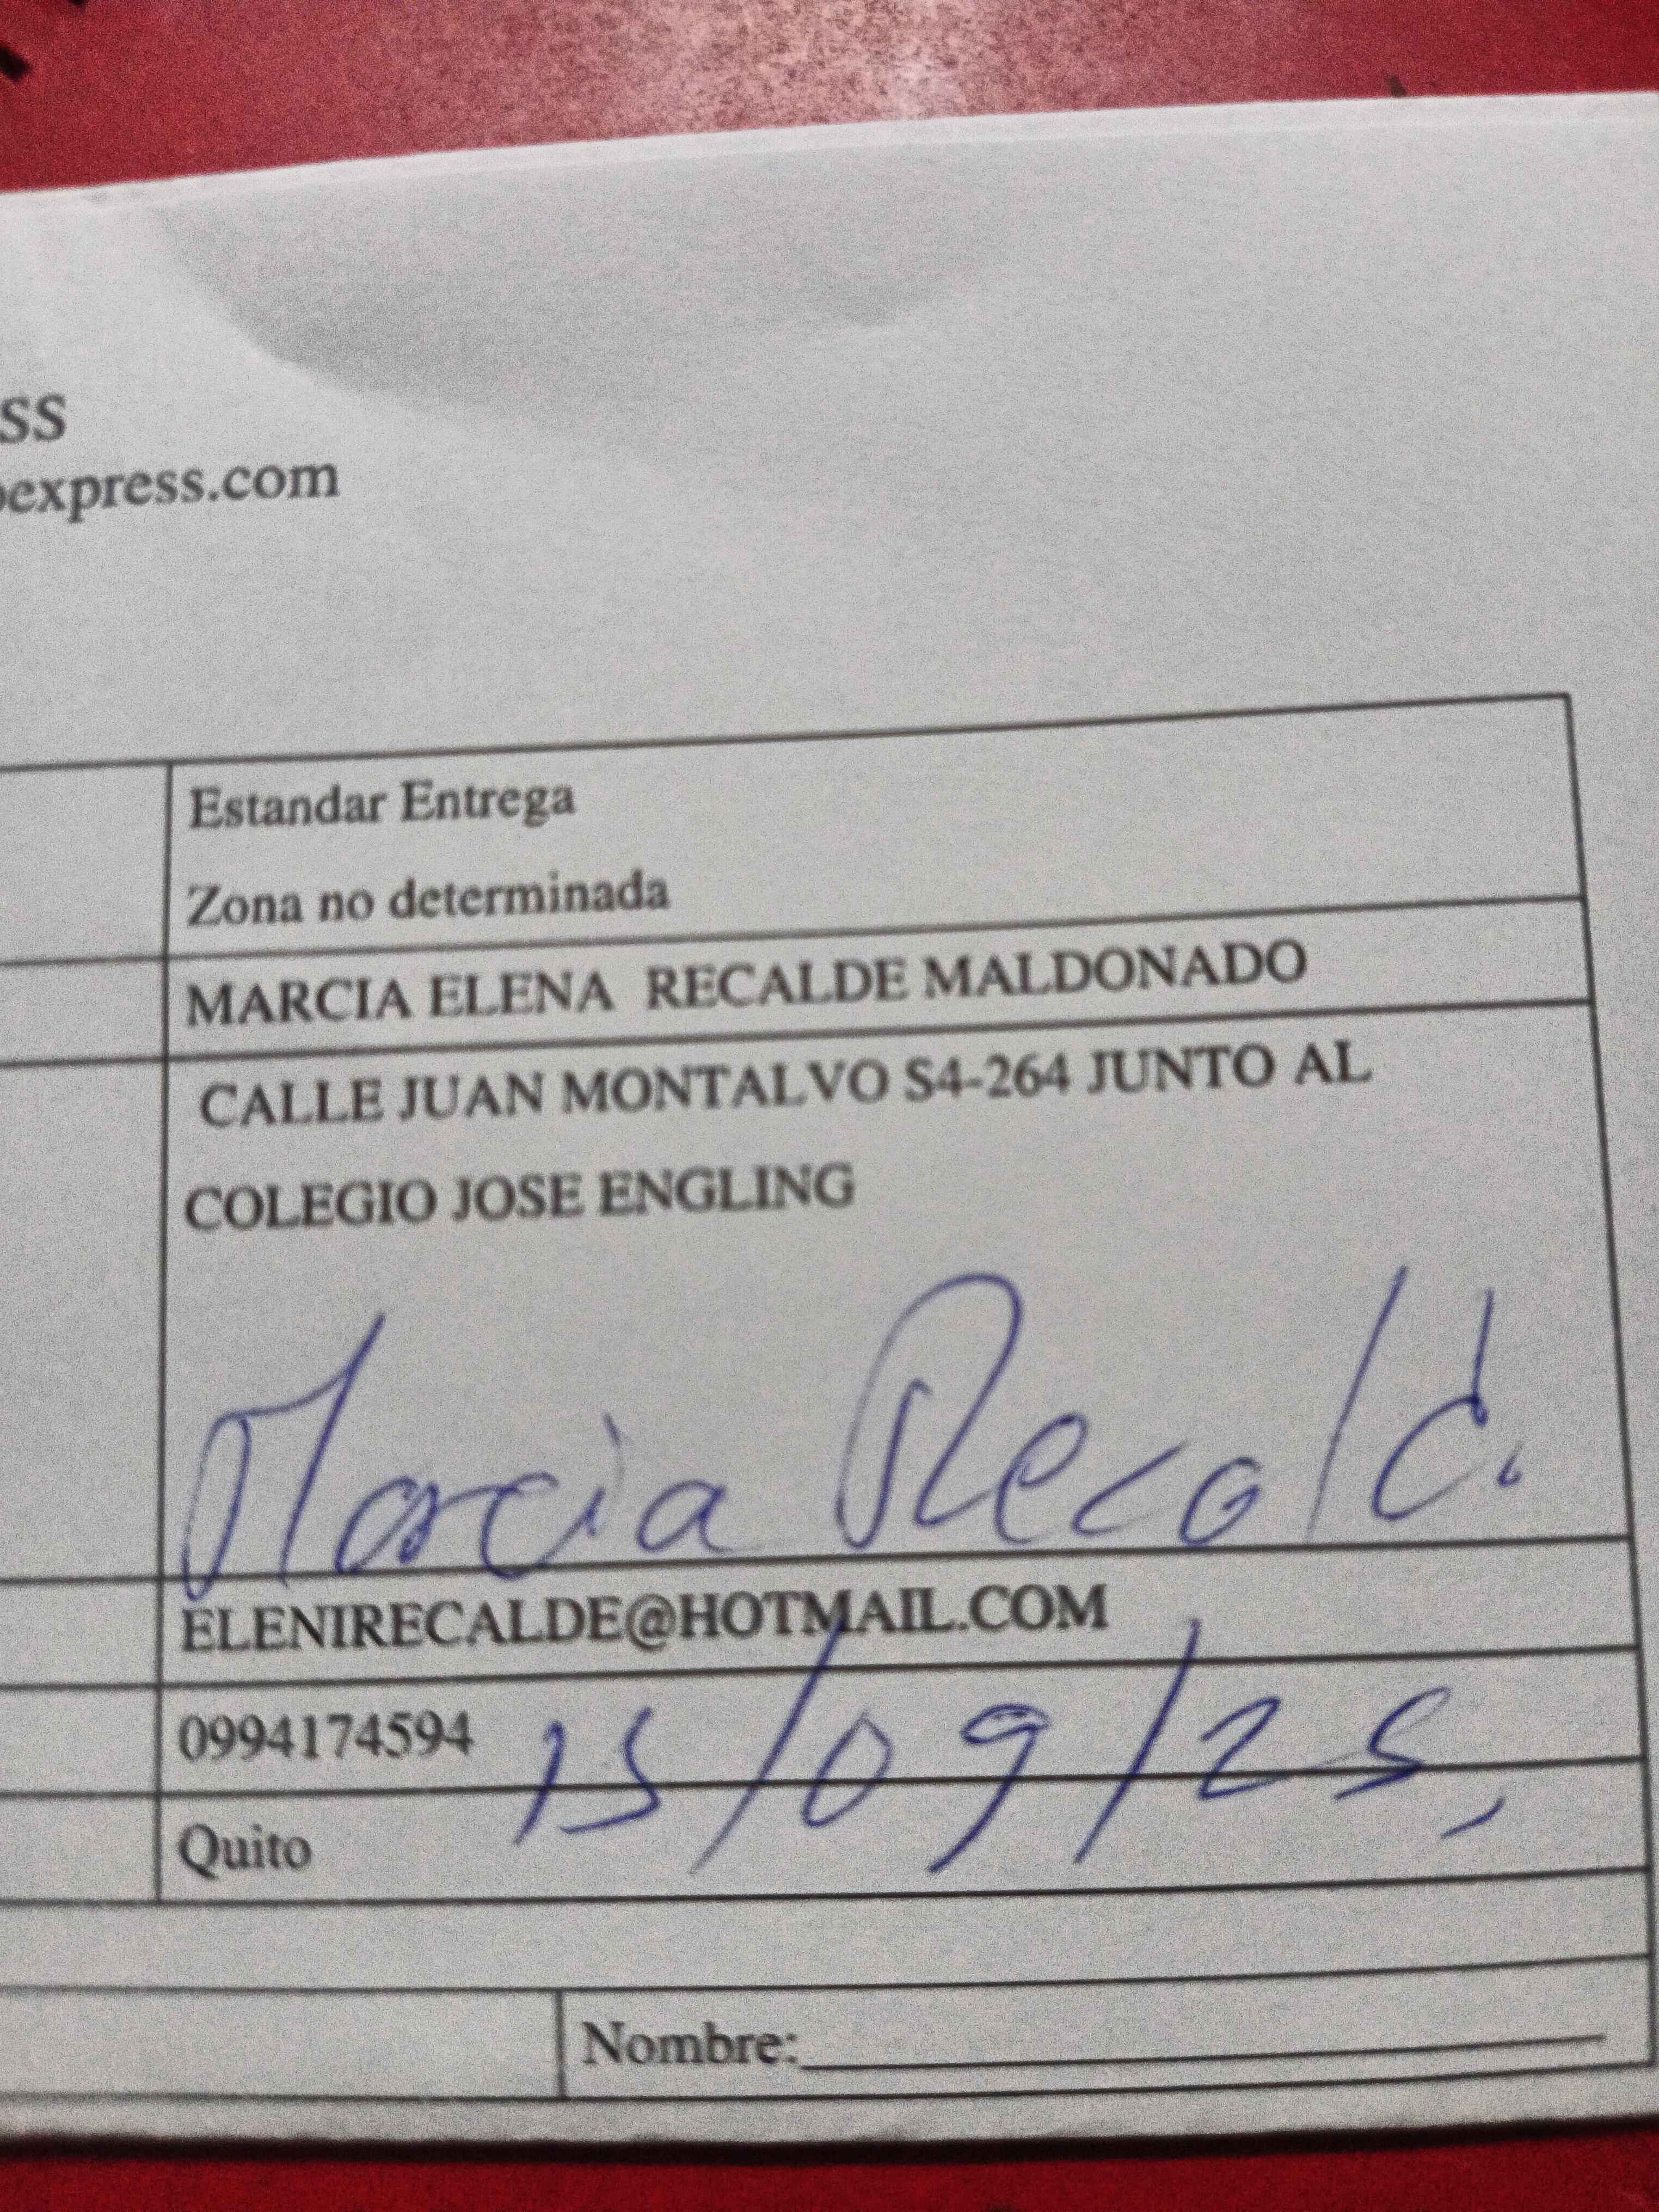 ss
oexpress.com
Estandar Entrega
Zona no determinada
MARCIA ELENA RECALDE MALDONADO
CALLE JUAN MONTALVO S4-264 JUNTO AL
COLEGIO JOSE ENGLING
Marcia Recald.
ELENIRECALDE@HOTMAIL.COM
0994174594
15/09/25,
Quito
Nombre: